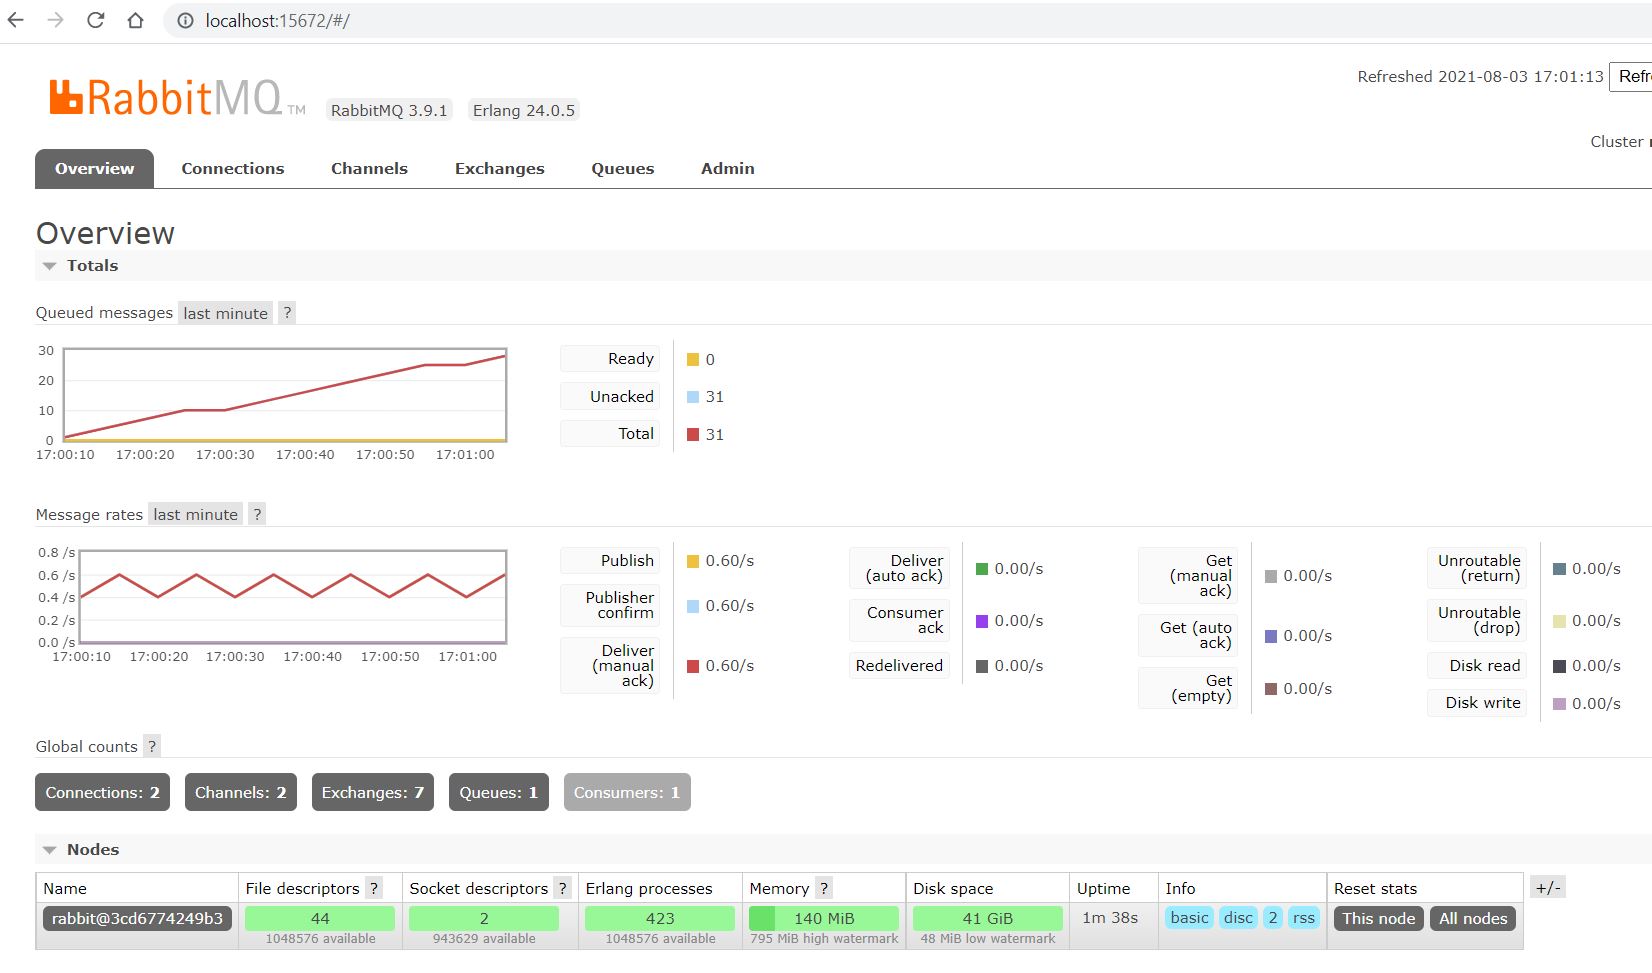 localhost:15672/#/
Refreshed 2021-08-03 17:01:13 Refr
RabbitMQ TM RabbitMQ 3.9.1 Erlang 24.0.5
Cluster
Overview Connections Channels Exchanges Queues Admin
Overview
Totals
Queued messages last minute ?
30
20
10
0
17:00:10 17:00:20 17:00:30 17:00:40 17:00:50 17:01:00
Ready 0
Unacked 31
Total 31
Message rates last minute ?
0.8 /s
0.6 /s
0.4 /s
0.2 /s
0.0 /s
17:00:10 17:00:20 17:00:30 17:00:40 17:00:50 17:01:00
Publish 0.60/s
Publisher
confirm 0.60/s
Deliver
(manual
ack) 0.60/s
Deliver
(auto ack) 0.00/s
Consumer
ack 0.00/s
Redelivered 0.00/s
Get
(manual
ack) 0.00/s
Get (auto
ack) 0.00/s
Get
(empty) 0.00/s
Unroutable
(return) 0.00/s
Unroutable
(drop) 0.00/s
Disk read 0.00/s
Disk write 0.00/s
Global counts ?
Connections: 2 Channels: 2 Exchanges: 7 Queues: 1 Consumers: 1
Nodes
Name File descriptors ? Socket descriptors ? Erlang processes Memory ? Disk space Uptime Info Reset stats +/-
rabbit@3cd6774249b3 44 2 423 140 MiB 41 GiB 1m 38s basic disc 2 rss This node All nodes
1048576 available 943629 available 1048576 available 795 MiB high watermark 48 MiB low watermark